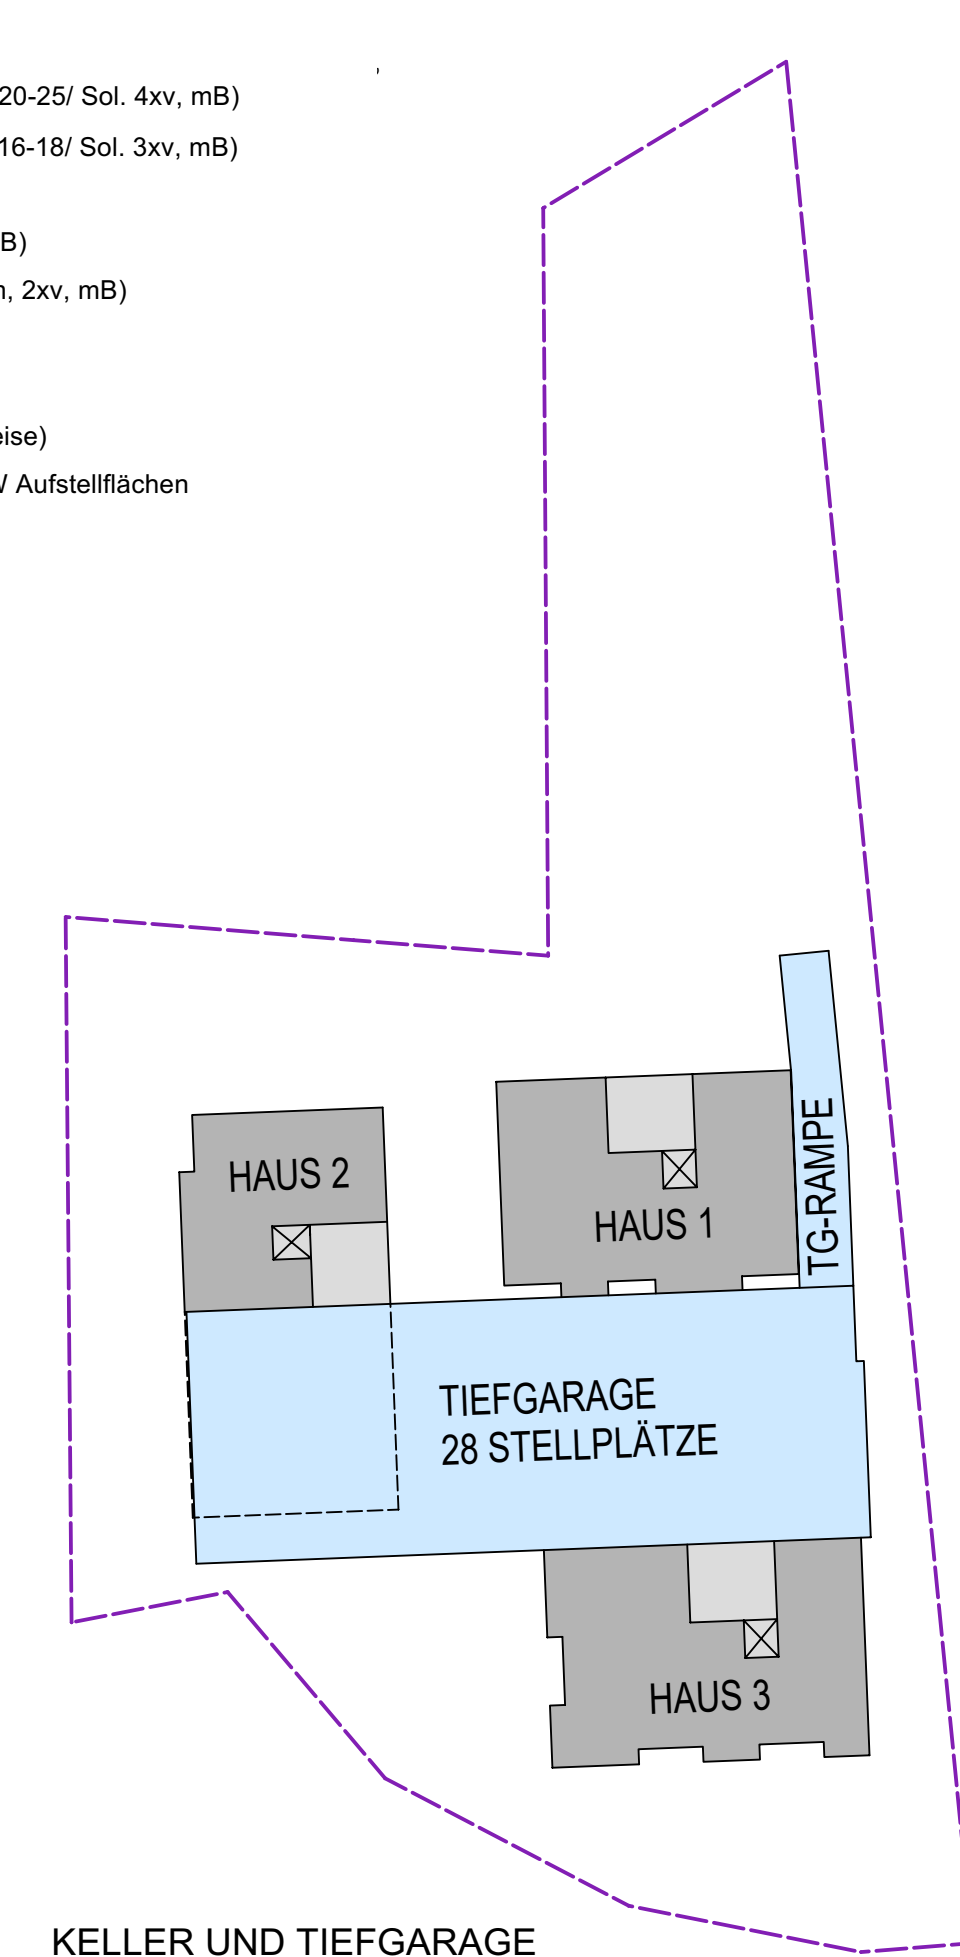 20-25/ Sol. 4xv, mB)
16-18/ Sol. 3xv, mB)
B)
, 2xv, mB)
eise)
Aufstellflächen
HAUS 2
HAUS 1
TG-RAMPE
TIEFGARAGE
28 STELLPLÄTZE
HAUS 3
KELLER UND TIEFGARAGE